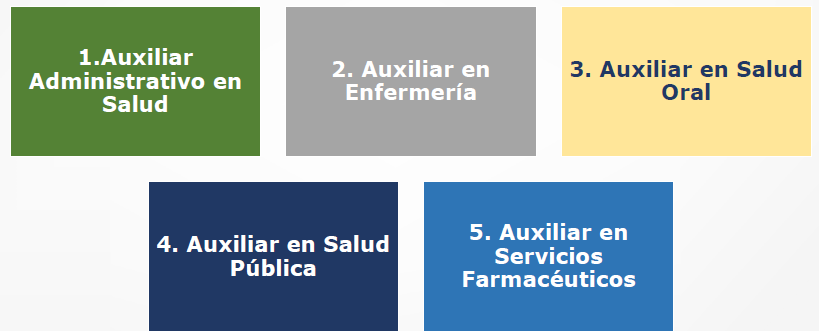 1.Auxiliar
Administrativo en
Salud
2. Auxiliar en
Enfermería
3. Auxiliar en Salud
Oral
4. Auxiliar en Salud
Pública
5. Auxiliar en
Servicios
Farmacéuticos